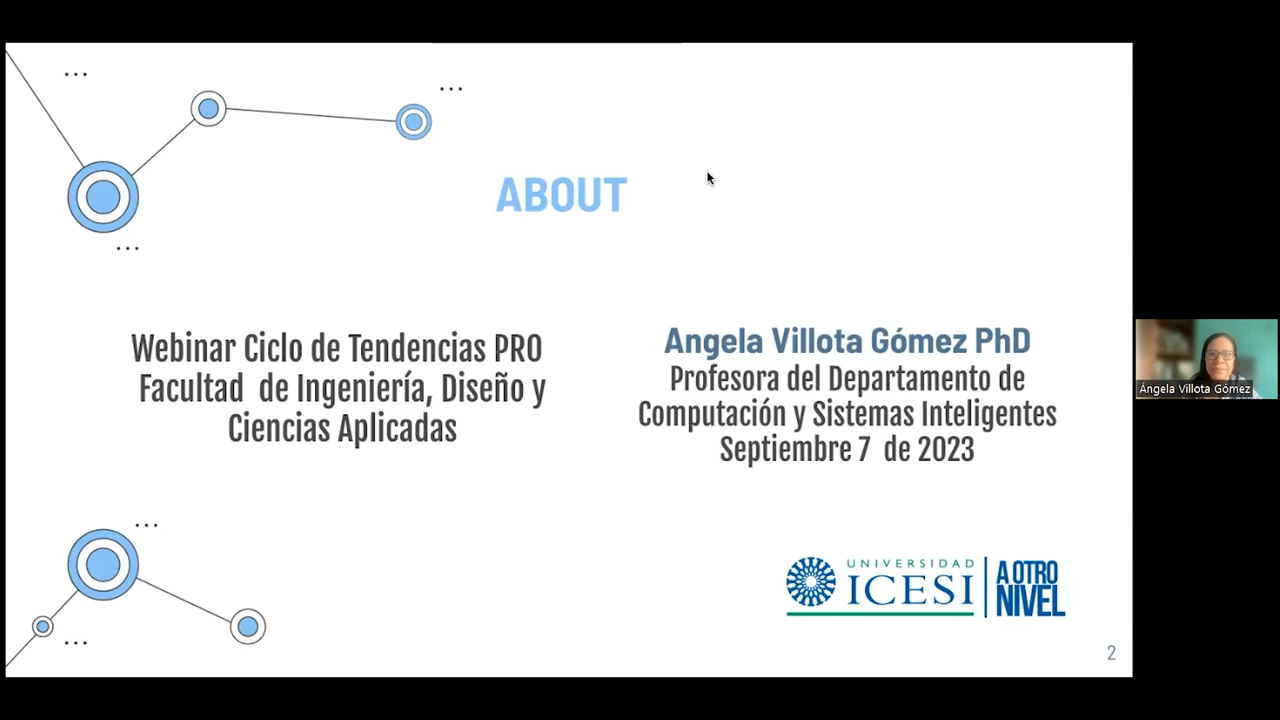 ABOUT
Webinar Ciclo de Tendencias PRO
Facultad de Ingeniería, Diseño y
Ciencias Aplicadas
Angela Villota Gómez PhD
Profesora del Departamento de
Computación y Sistemas Inteligentes
Septiembre 7 de 2023
UNIVERSIDAD
ICESI
A OTRO
NIVEL
2
Ángela Villota Gómez